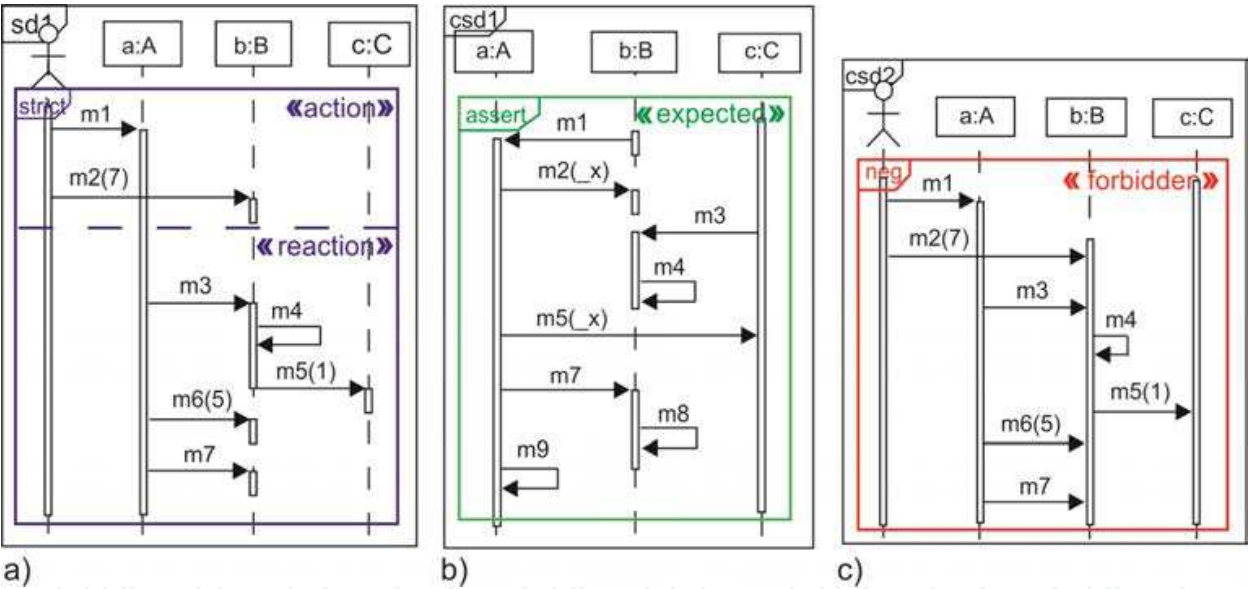 sd1
a:A
b:B
c:C
strict
«action»
m1
m2(7)
«reaction»
m3
m4
m5(1)
m6(5)
m7
a)
csd1
a:A
b:B
c:C
assert
«expected»
m1
m2(_x)
m3
m4
m5(_x)
m7
m8
m9
b)
csd2
a:A
b:B
c:C
neg
«forbidden»
m1
m2(7)
m3
m4
m5(1)
m6(5)
m7
c)